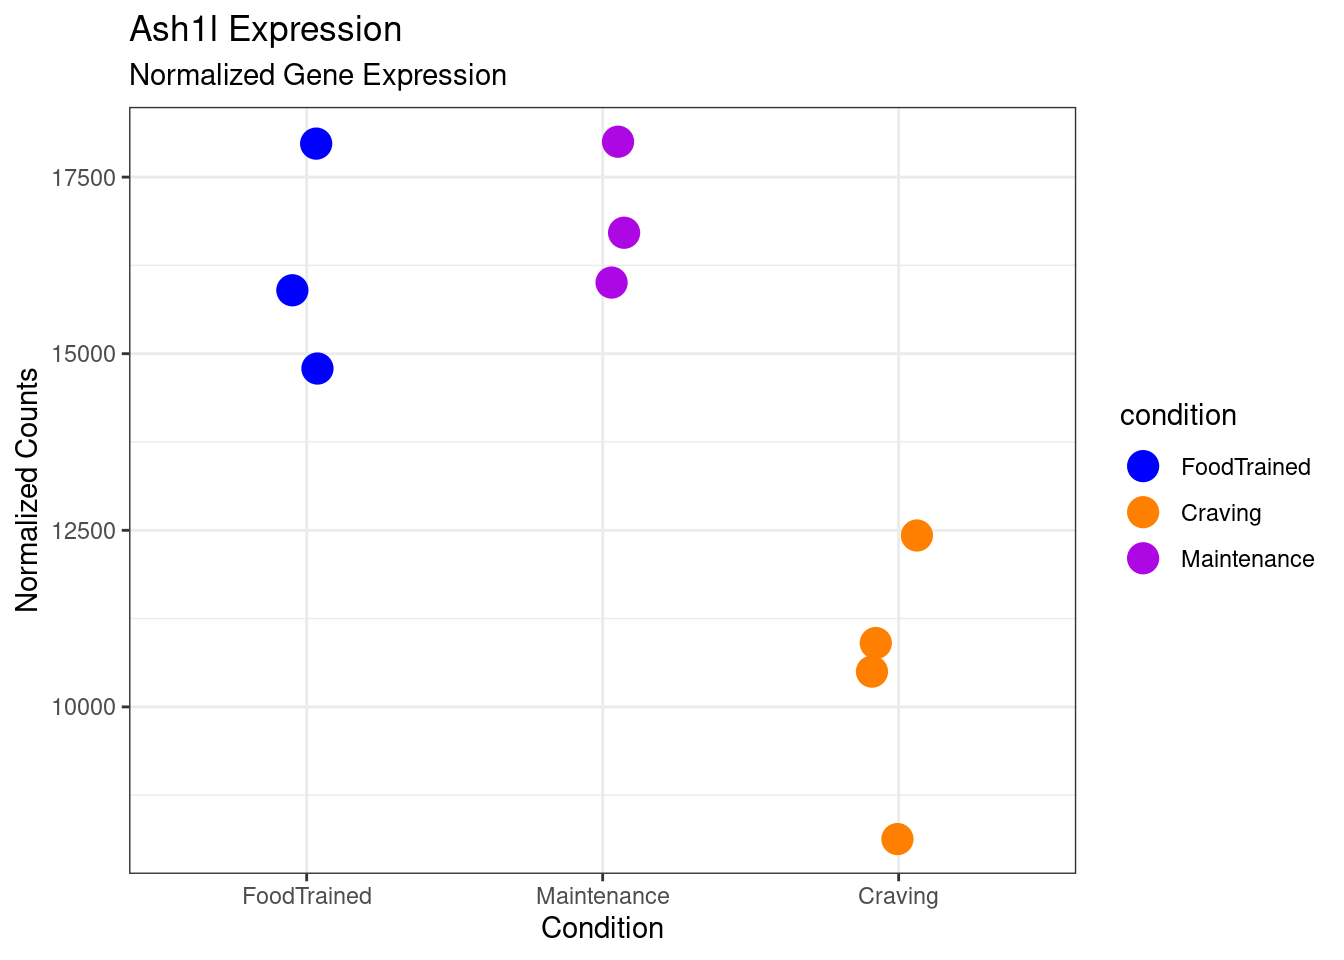 Ash1l Expression
Normalized Gene Expression
Normalized Counts
17500
15000
12500
10000
FoodTrained
Maintenance
Craving
Condition
condition
FoodTrained
Craving
Maintenance